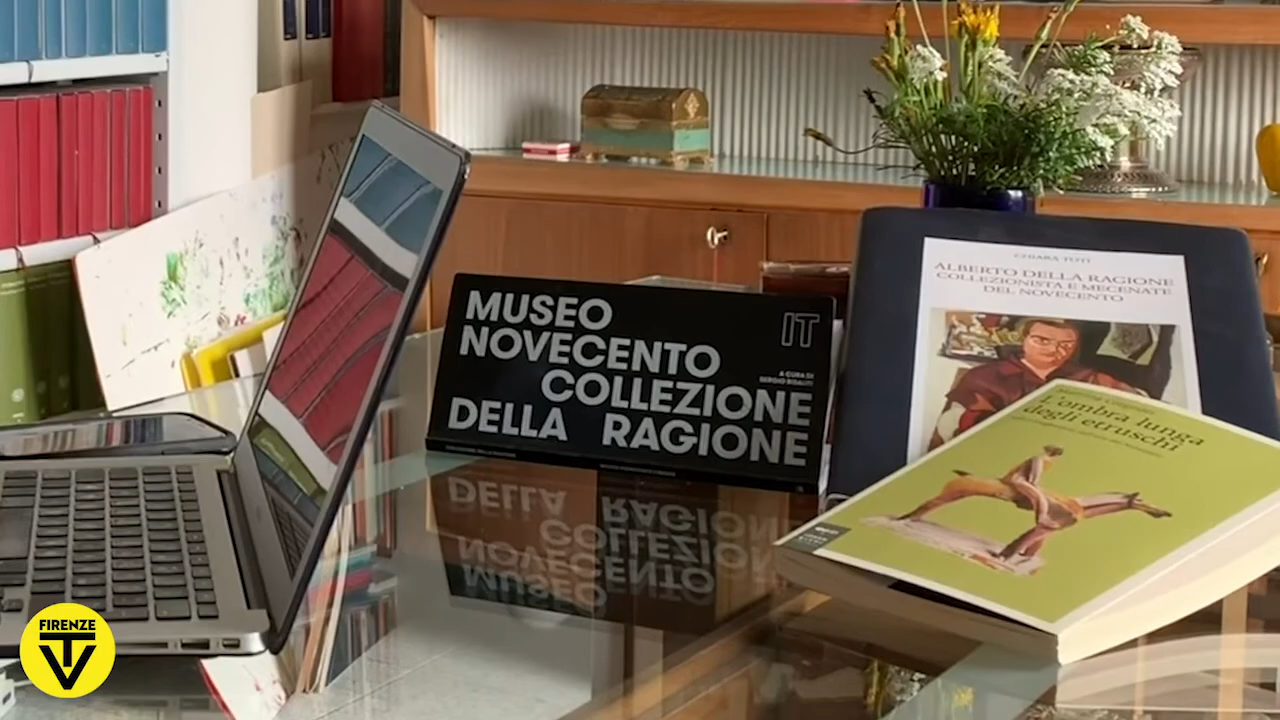 MUSEO
NOVECENTO
COLLEZIONE
DELLA RAGIONE
IT
A CURA DI
SERGIO RISALITI
CHIARA TOTI
ALBERTO DELLA RAGIONE
COLLEZIONISTA E MECENATE
DEL NOVECENTO
L'ombra lunga
degli etruschi
FIRENZE
TV